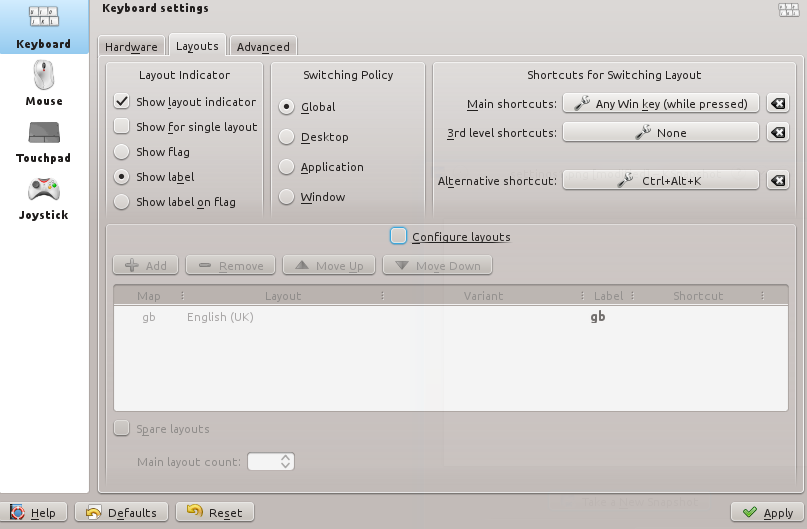 Keyboard settings
Keyboard
Mouse
Touchpad
Joystick
Hardware Layouts Advanced
Layout Indicator
Show layout indicator
Show for single layout
Show flag
Show label
Show label on flag
Switching Policy
Global
Desktop
Application
Window
Shortcuts for Switching Layout
Main shortcuts: Any Win key (while pressed)
3rd level shortcuts: None
Alternative shortcut: Ctrl+Alt+K
Configure layouts
Add Remove Move Up Move Down
Map Layout Variant Label Shortcut
gb English (UK) gb
Spare layouts
Main layout count:
Help Defaults Reset Apply